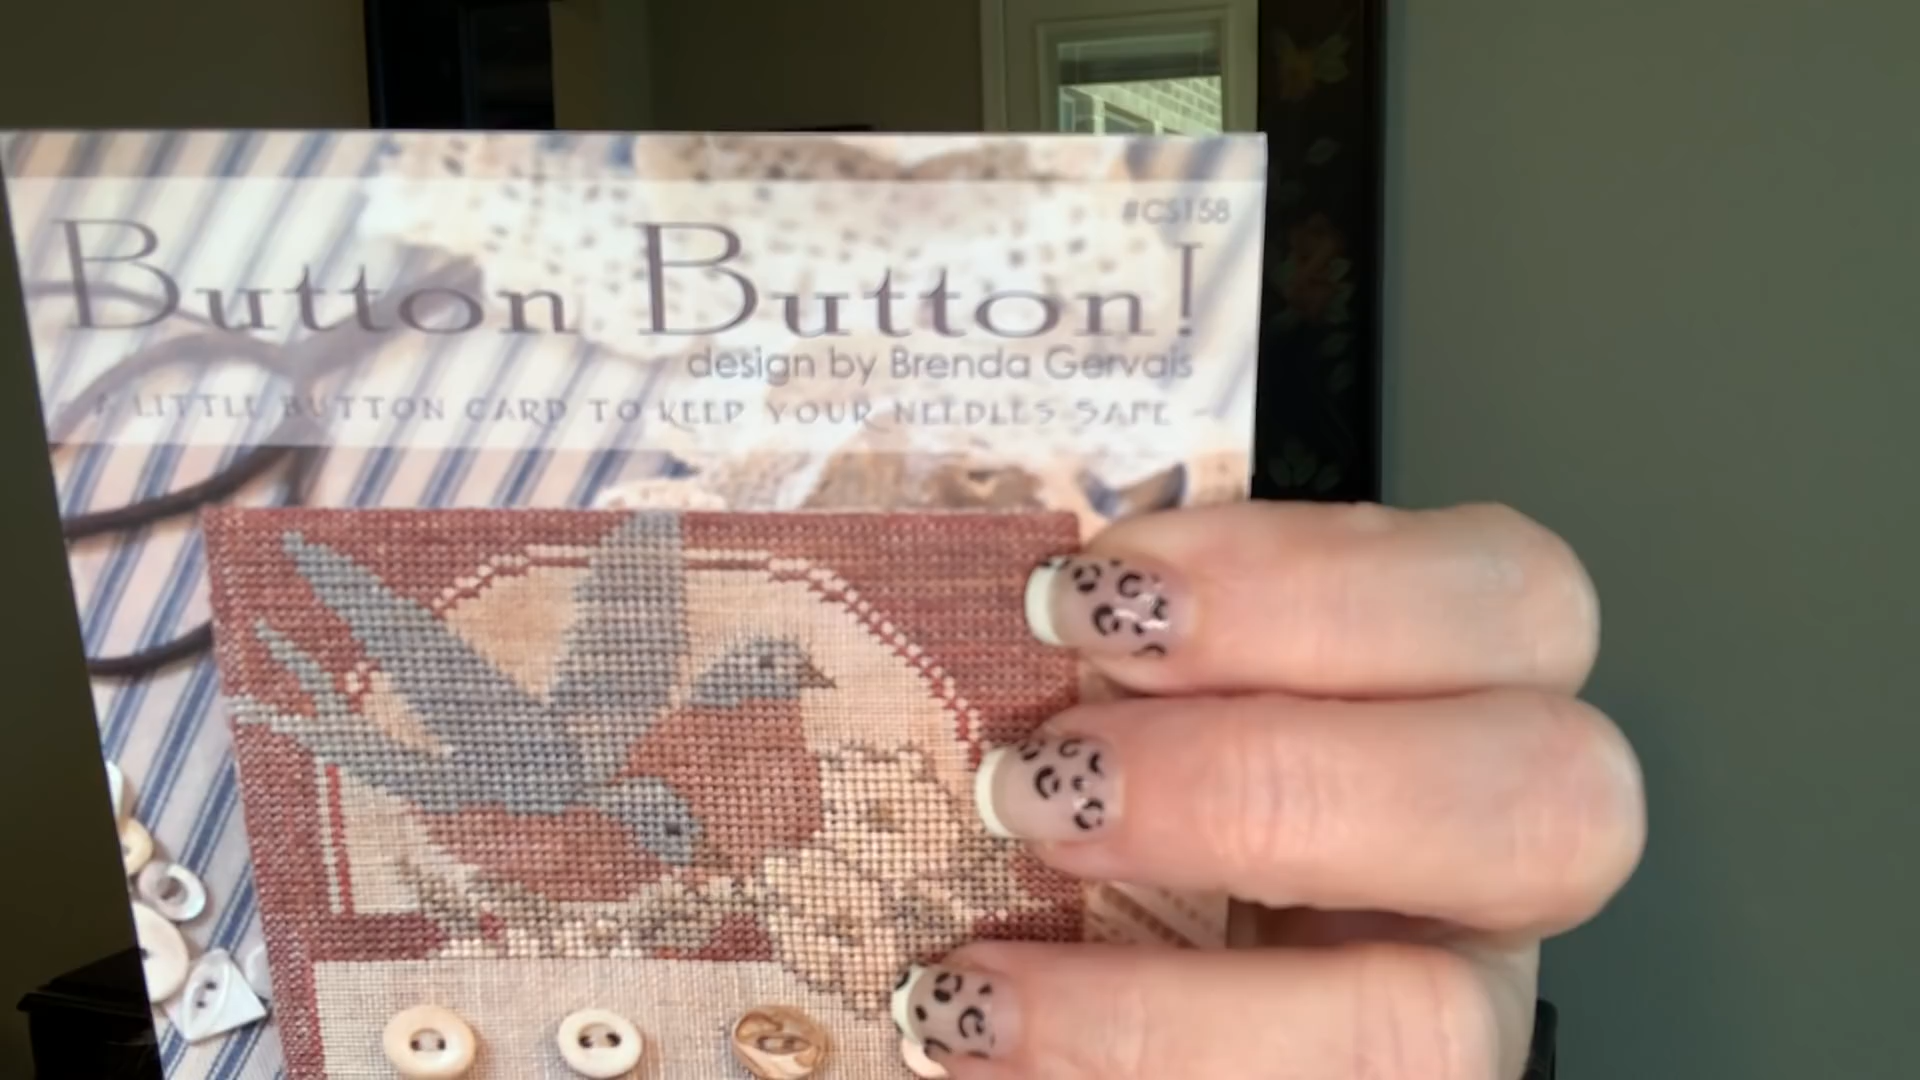 #CS158
Button Button!
design by Brenda Gervais
A LITTLE BUTTON CARD TO KEEP YOUR NEEDLES SAFE -